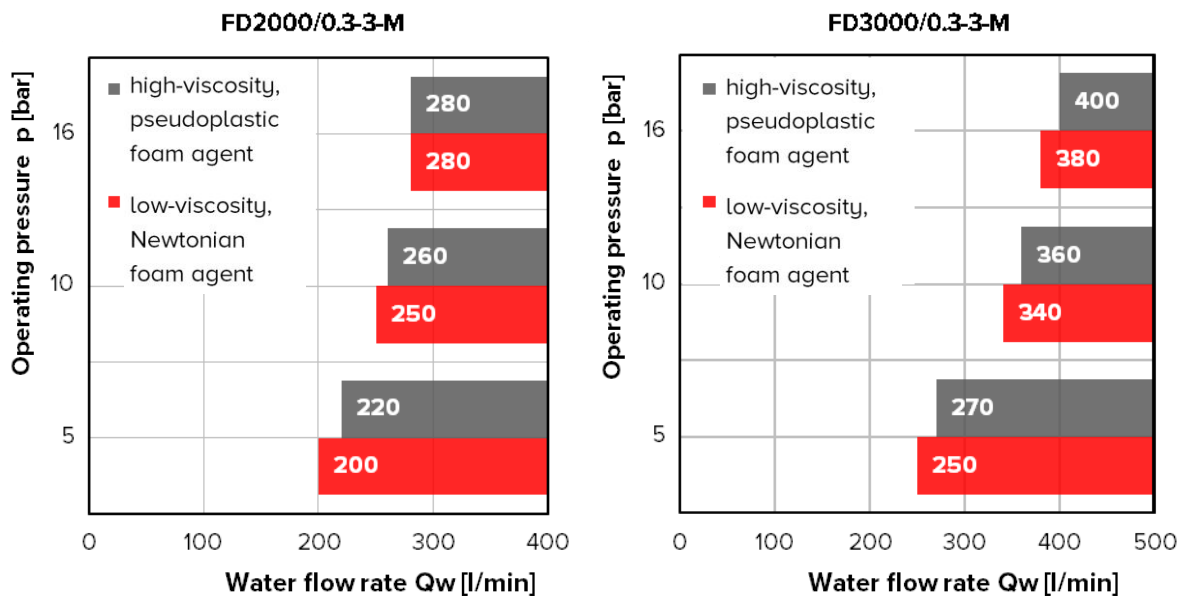 FD2000/0.3-3-M
Operating pressure p [bar]
high-viscosity,
pseudoplastic
foam agent
low-viscosity,
Newtonian
foam agent
16
10
5
280
280
260
250
220
200
0 100 200 300 400
Water flow rate Qw [l/min]
FD3000/0.3-3-M
Operating pressure p [bar]
high-viscosity,
pseudoplastic
foam agent
low-viscosity,
Newtonian
foam agent
16
10
5
400
380
360
340
270
250
0 100 200 300 400 500
Water flow rate Qw [l/min]